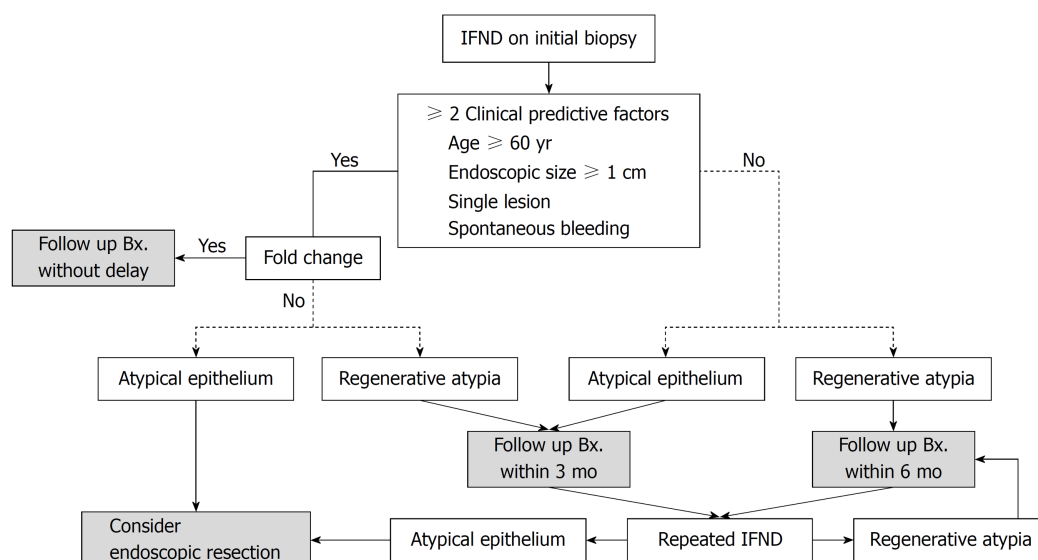 IFND on initial biopsy
⩾ 2 Clinical predictive factors
Age ⩾ 60 yr
Endoscopic size ⩾ 1 cm
Single lesion
Spontaneous bleeding
Yes
No
Follow up Bx.
without delay
Yes
Fold change
No
Atypical epithelium
Regenerative atypia
Atypical epithelium
Regenerative atypia
Follow up Bx.
within 3 mo
Follow up Bx.
within 6 mo
Consider
endoscopic resection
Atypical epithelium
Repeated IFND
Regenerative atypia